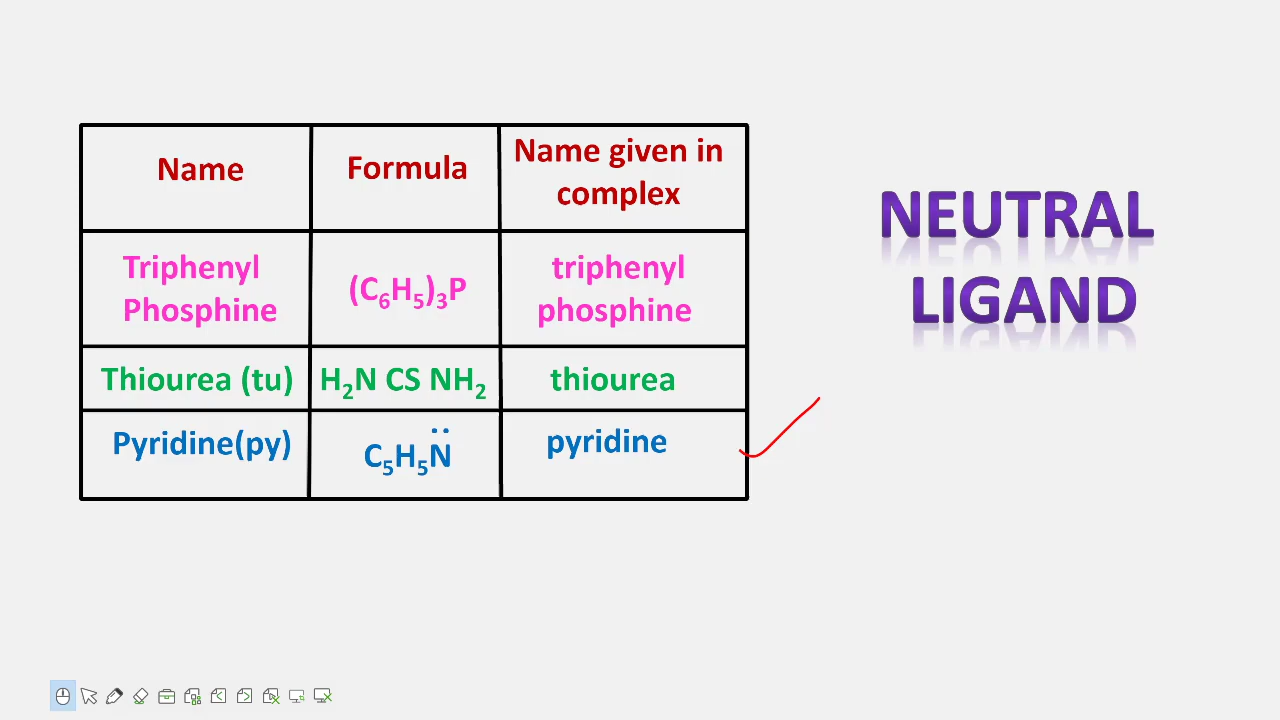 Name
Formula
Name given in
complex
Triphenyl
Phosphine
(C₆H₅)₃P
triphenyl
phosphine
Thiourea (tu)
H₂N CS NH₂
thiourea
Pyridine(py)
C₅H₅N̈
pyridine
NEUTRAL
LIGAND